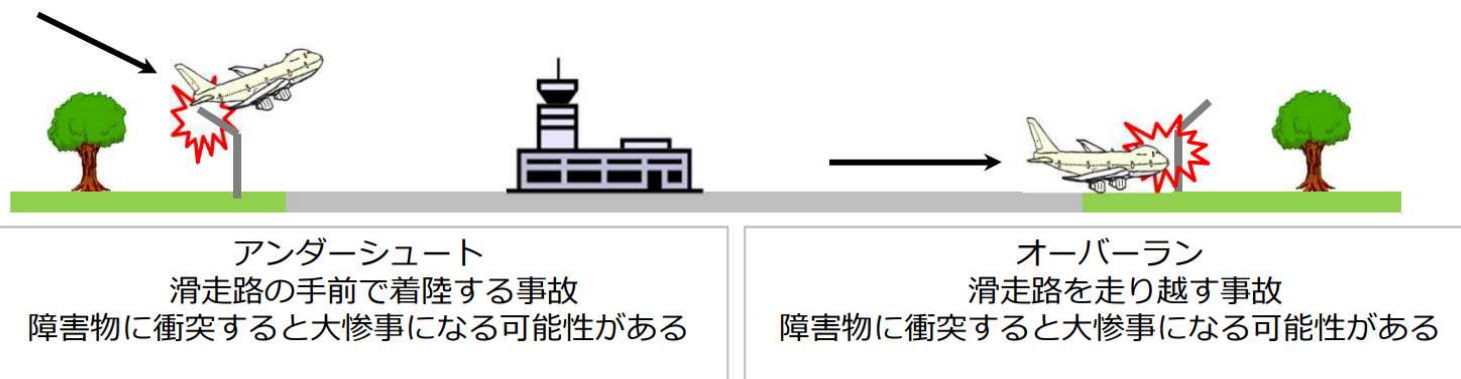 アンダーシュート
滑走路の手前で着陸する事故
障害物に衝突すると大惨事になる可能性がある
オーバーラン
滑走路を走り越す事故
障害物に衝突すると大惨事になる可能性がある